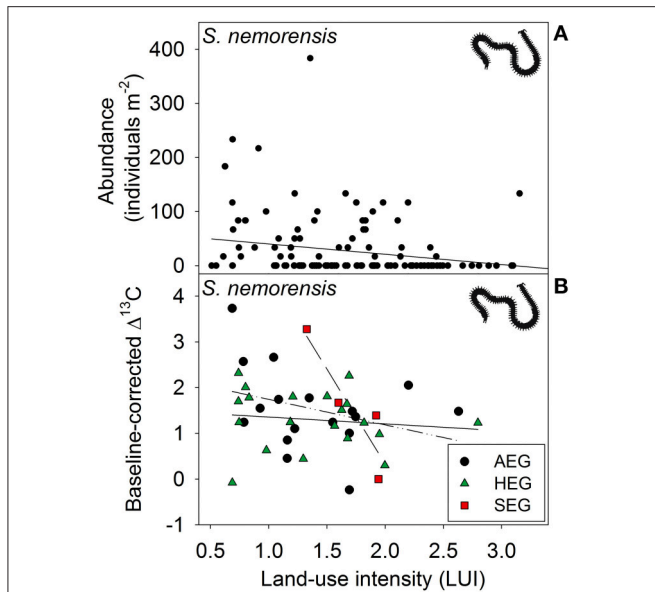 S. nemorensis
A
400
300
200
100
0
Abundance
(individuals m-2)
S. nemorensis
B
4
3
2
1
0
-1
Baseline-corrected Δ13C
AEG
HEG
SEG
0.5 1.0 1.5 2.0 2.5 3.0
Land-use intensity (LUI)